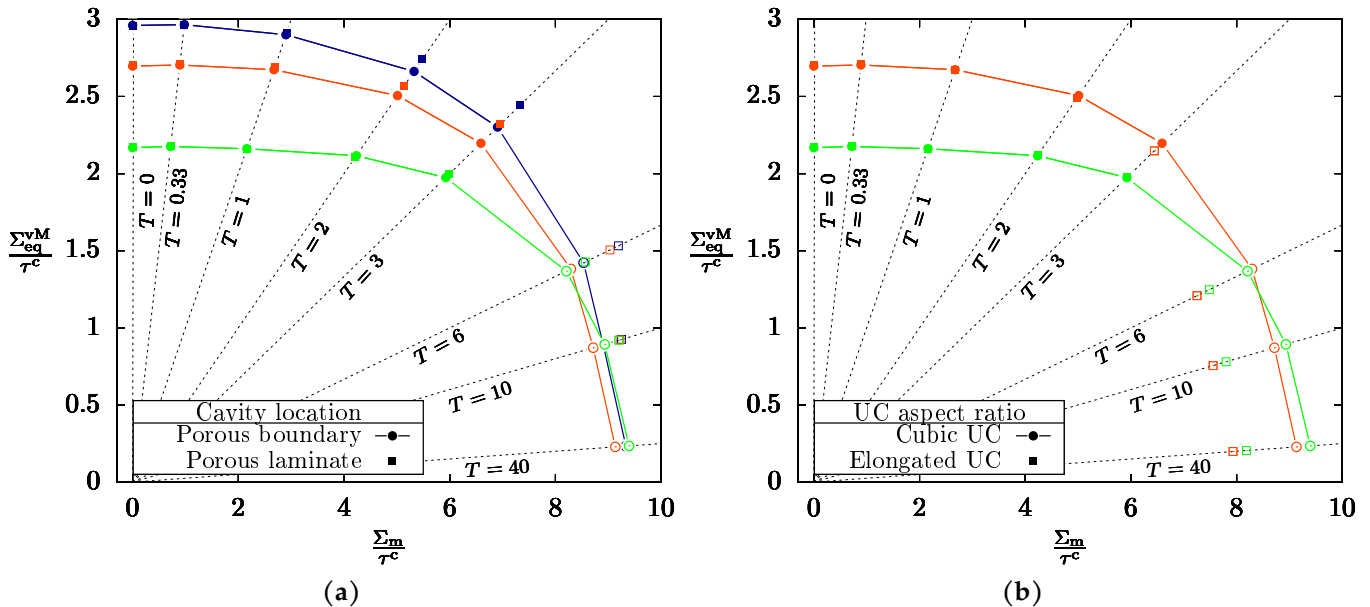 3
2.5
2
1.5
1
0.5
0
Σ_eq^vM / τ^c
T = 0
T = 0.33
T = 1
T = 2
T = 3
T = 6
T = 10
T = 40
Cavity location
Porous boundary
Porous laminate
0 2 4 6 8 10
Σ_m / τ^c
(a)
3
2.5
2
1.5
1
0.5
0
Σ_eq^vM / τ^c
T = 0
T = 0.33
T = 1
T = 2
T = 3
T = 6
T = 10
T = 40
UC aspect ratio
Cubic UC
Elongated UC
0 2 4 6 8 10
Σ_m / τ^c
(b)